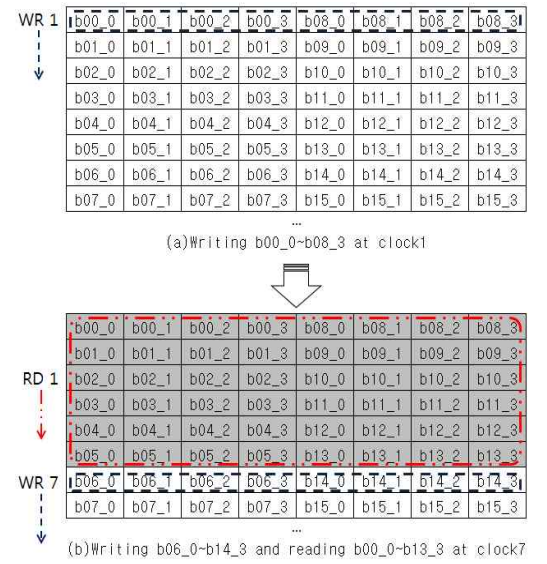 WR 1 b00_0 b00_1 b00_2 b00_3 b08_0 b08_1 b08_2 b08_3
b01_0 b01_1 b01_2 b01_3 b09_0 b09_1 b09_2 b09_3
b02_0 b02_1 b02_2 b02_3 b10_0 b10_1 b10_2 b10_3
b03_0 b03_1 b03_2 b03_3 b11_0 b11_1 b11_2 b11_3
b04_0 b04_1 b04_2 b04_3 b12_0 b12_1 b12_2 b12_3
b05_0 b05_1 b05_2 b05_3 b13_0 b13_1 b13_2 b13_3
b06_0 b06_1 b06_2 b06_3 b14_0 b14_1 b14_2 b14_3
b07_0 b07_1 b07_2 b07_3 b15_0 b15_1 b15_2 b15_3
...
(a)Writing b00_0~b08_3 at clock1
b00_0 b00_1 b00_2 b00_3 b08_0 b08_1 b08_2 b08_3
b01_0 b01_1 b01_2 b01_3 b09_0 b09_1 b09_2 b09_3
RD 1 b02_0 b02_1 b02_2 b02_3 b10_0 b10_1 b10_2 b10_3
b03_0 b03_1 b03_2 b03_3 b11_0 b11_1 b11_2 b11_3
b04_0 b04_1 b04_2 b04_3 b12_0 b12_1 b12_2 b12_3
b05_0 b05_1 b05_2 b05_3 b13_0 b13_1 b13_2 b13_3
WR 7 b06_0 b06_1 b06_2 b06_3 b14_0 b14_1 b14_2 b14_3
b07_0 b07_1 b07_2 b07_3 b15_0 b15_1 b15_2 b15_3
...
(b)Writing b06_0~b14_3 and reading b00_0~b13_3 at clock7